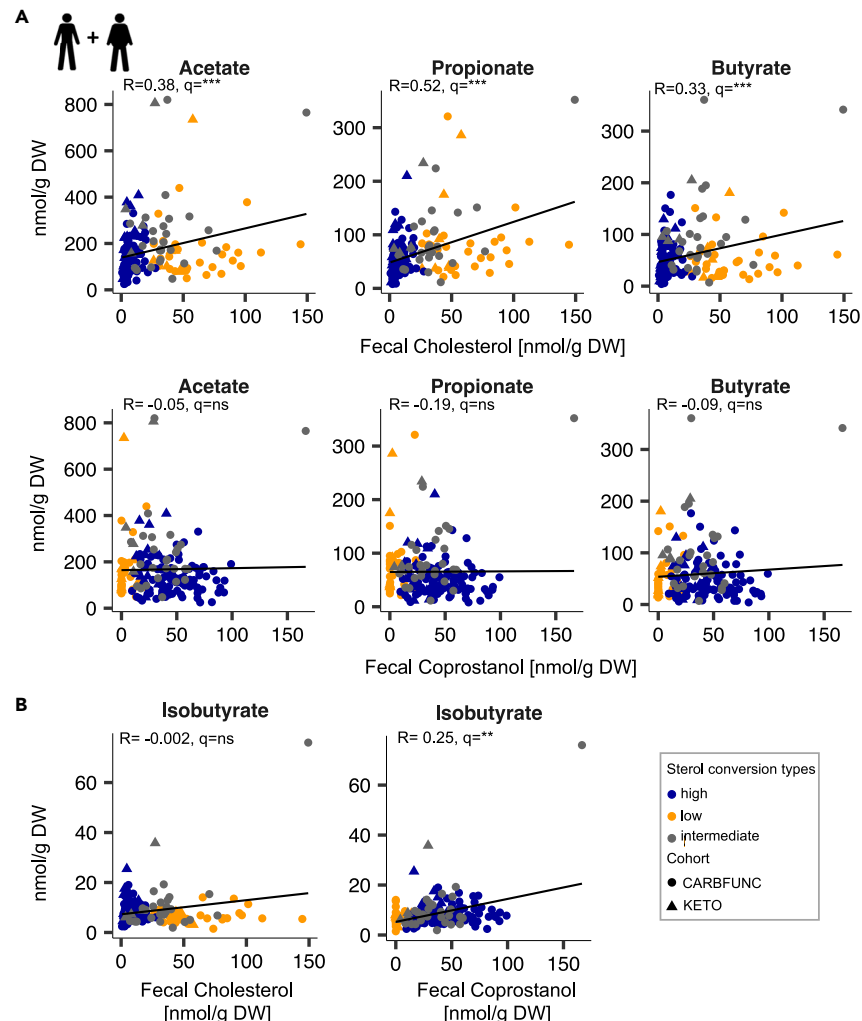 A
+
Acetate
Propionate
Butyrate
R=0.38, q=***
R=0.52, q=***
R=0.33, q=***
nmol/g DW
800
600
400
200
0
300
200
100
0
300
200
100
0
0 50 100 150
0 50 100 150
0 50 100 150
Fecal Cholesterol [nmol/g DW]
Acetate
Propionate
Butyrate
R= -0.05, q=ns
R= -0.19, q=ns
R= -0.09, q=ns
nmol/g DW
800
600
400
200
0
300
200
100
0
300
200
100
0
0 50 100 150
0 50 100 150
0 50 100 150
Fecal Coprostanol [nmol/g DW]
B
Isobutyrate
Isobutyrate
R= -0.002, q=ns
R= 0.25, q=**
nmol/g DW
60
40
20
0
60
40
20
0
0 50 100 150
0 50 100 150
Fecal Cholesterol
[nmol/g DW]
Fecal Coprostanol
[nmol/g DW]
Sterol conversion types
high
low
intermediate
Cohort
CARBFUNC
KETO